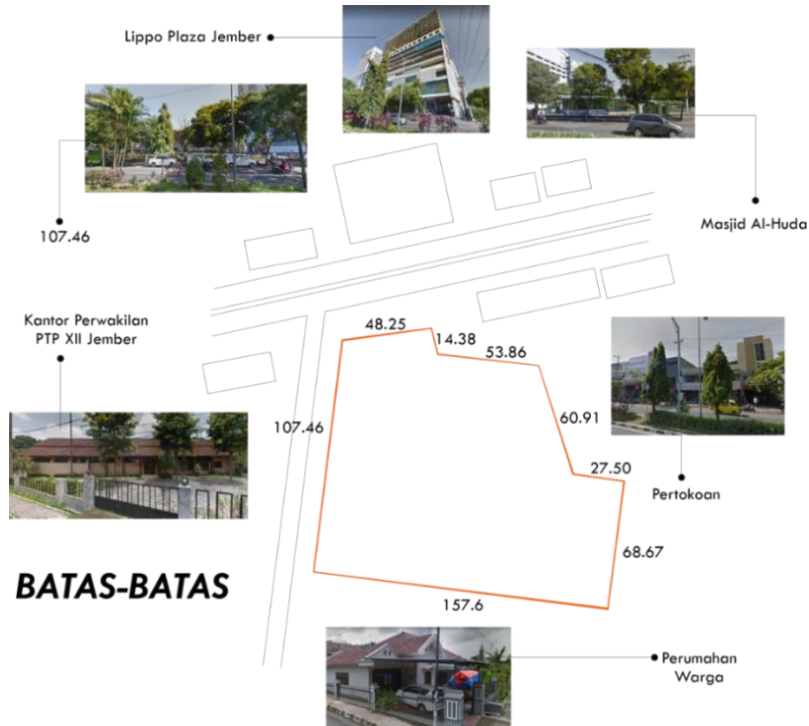 Lippo Plaza Jember
Masjid Al-Huda
107.46
Kantor Perwakilan
PTP XII Jember
48.25
14.38
53.86
107.46
60.91
27.50
Pertokoan
68.67
BATAS-BATAS
157.6
Perumahan
Warga